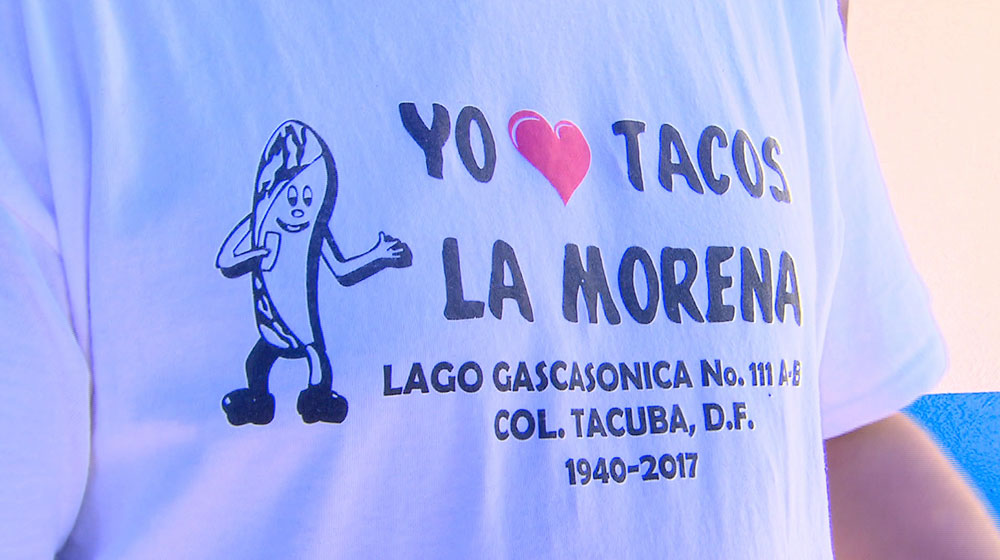 YO TACOS
LA MORENA
LAGO GASCASONICA No. 111 A-B
COL. TACUBA, D.F.
1940-2017